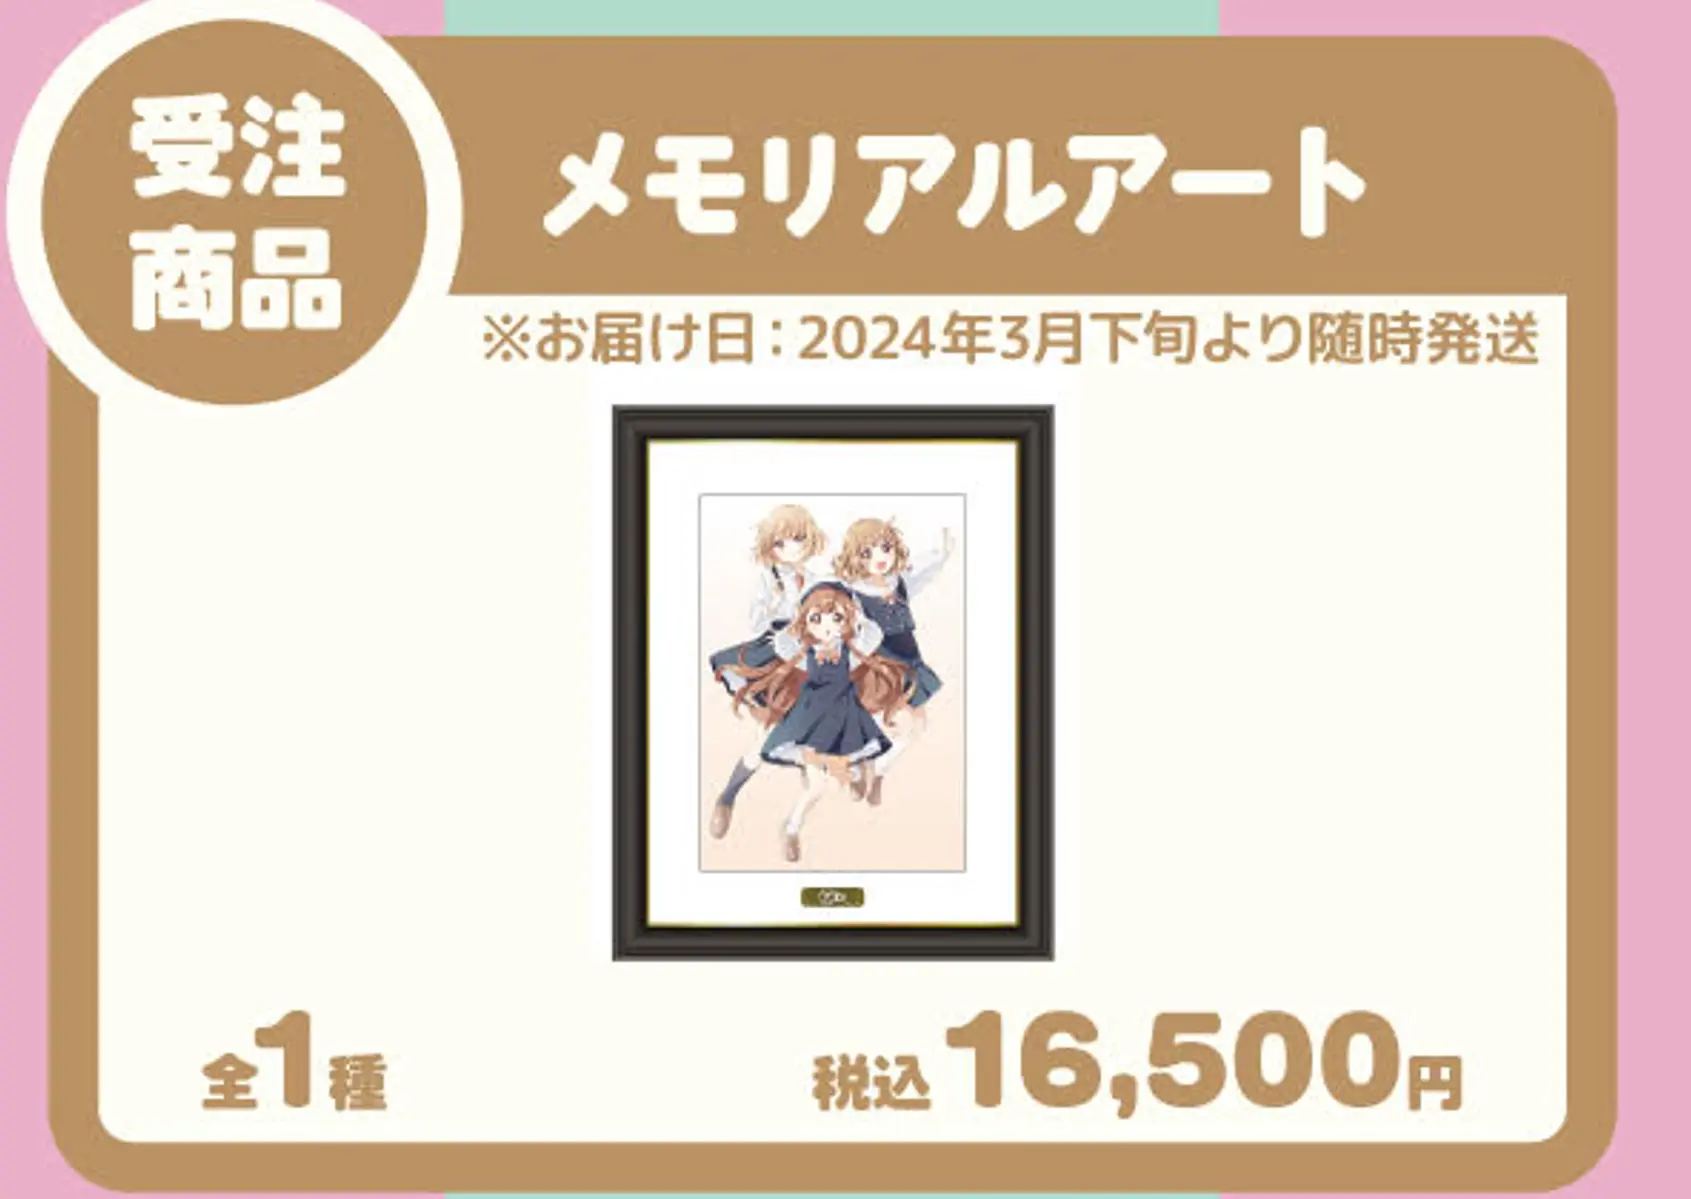 受注
商品
メモリアルアート
※お届け日：2024年3月下旬より随時発送
全1種
税込16,500円